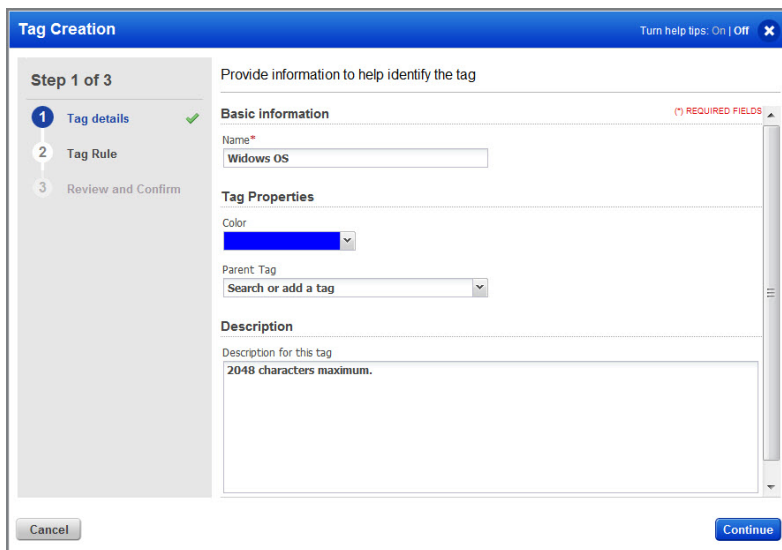 Tag Creation
Turn help tips: On | Off
Step 1 of 3
1 Tag details
2 Tag Rule
3 Review and Confirm
Provide information to help identify the tag
Basic information
(*) REQUIRED FIELDS
Name*
Widows OS
Tag Properties
Color
Parent Tag
Search or add a tag
Description
Description for this tag
2048 characters maximum.
Cancel
Continue